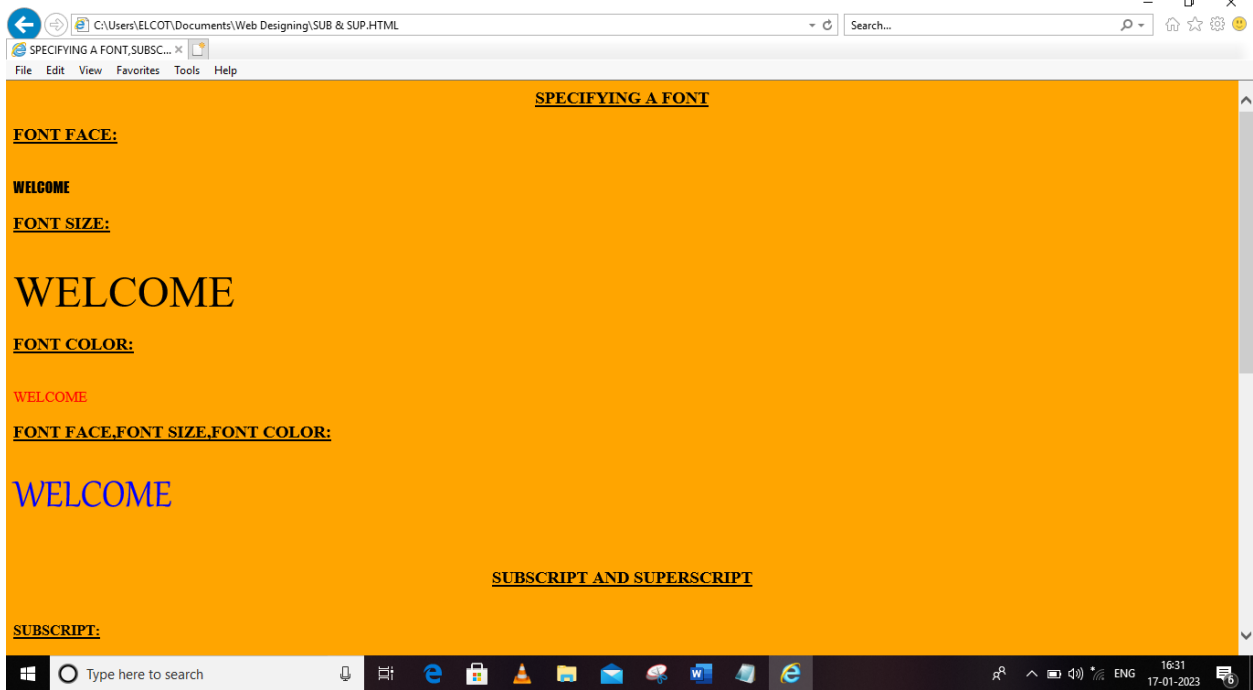 C:\Users\ELCOT\Documents\Web Designing\SUB & SUP.HTML
Search...
SPECIFYING A FONT,SUBSC...
File Edit View Favorites Tools Help
SPECIFYING A FONT
FONT FACE:
WELCOME
FONT SIZE:
WELCOME
FONT COLOR:
WELCOME
FONT FACE,FONT SIZE,FONT COLOR:
WELCOME
SUBSCRIPT AND SUPERSCRIPT
SUBSCRIPT:
Type here to search
ENG
16:31
17-01-2023
6